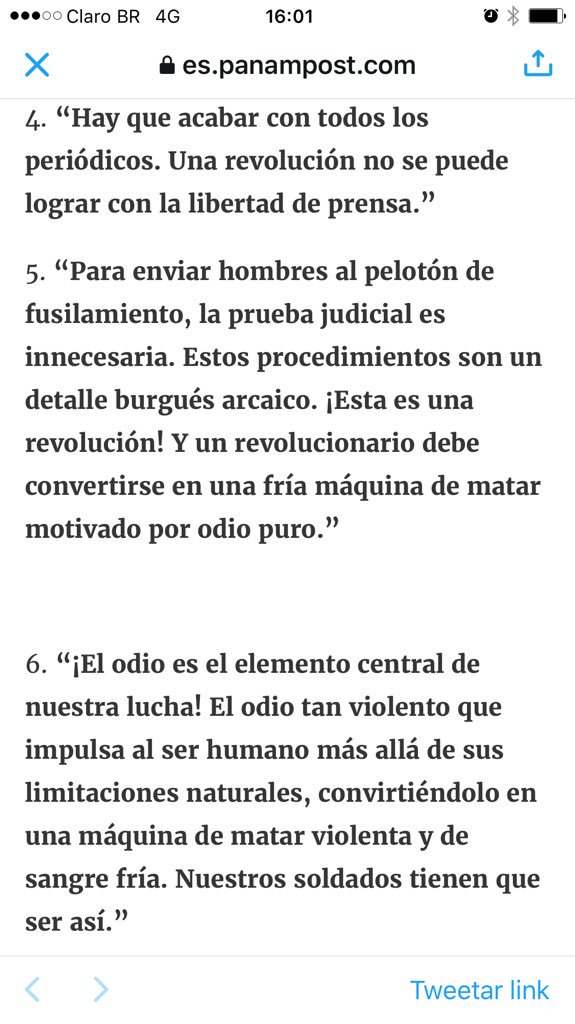 Claro BR 4G 16:01
es.panampost.com
4. “Hay que acabar con todos los
periódicos. Una revolución no se puede
lograr con la libertad de prensa.”
5. “Para enviar hombres al pelotón de
fusilamiento, la prueba judicial es
innecesaria. Estos procedimientos son un
detalle burgués arcaico. ¡Esta es una
revolución! Y un revolucionario debe
convertirse en una fría máquina de matar
motivado por odio puro.”
6. “¡El odio es el elemento central de
nuestra lucha! El odio tan violento que
impulsa al ser humano más allá de sus
limitaciones naturales, convirtiéndolo en
una máquina de matar violenta y de
sangre fría. Nuestros soldados tienen que
ser así.”
Tweetar link